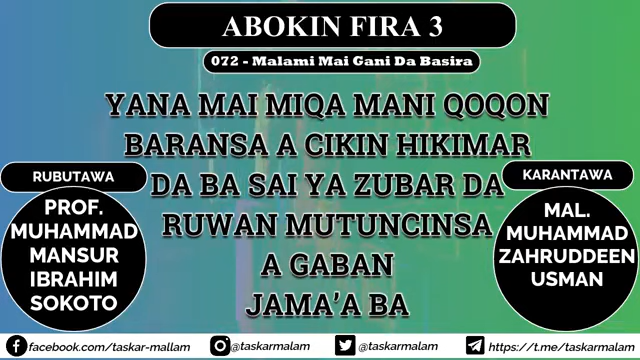 ABOKIN FIRA 3
072 - Malami Mai Gani Da Basira
YANA MAI MIQA MANI QOQON
BARANSA A CIKIN HIKIMAR
DA BA SAI YA ZUBAR DA
RUWAN MUTUNCINSA
A GABAN
JAMA'A BA
RUBUTAWA
PROF.
MUHAMMAD
MANSUR
IBRAHIM
SOKOTO
KARANTAWA
MAL.
MUHAMMAD
ZAHRUDDEEN
USMAN
facebook.com/taskar-mallam
@taskarmalam
@taskarmalam
https://t.me/taskarmalam